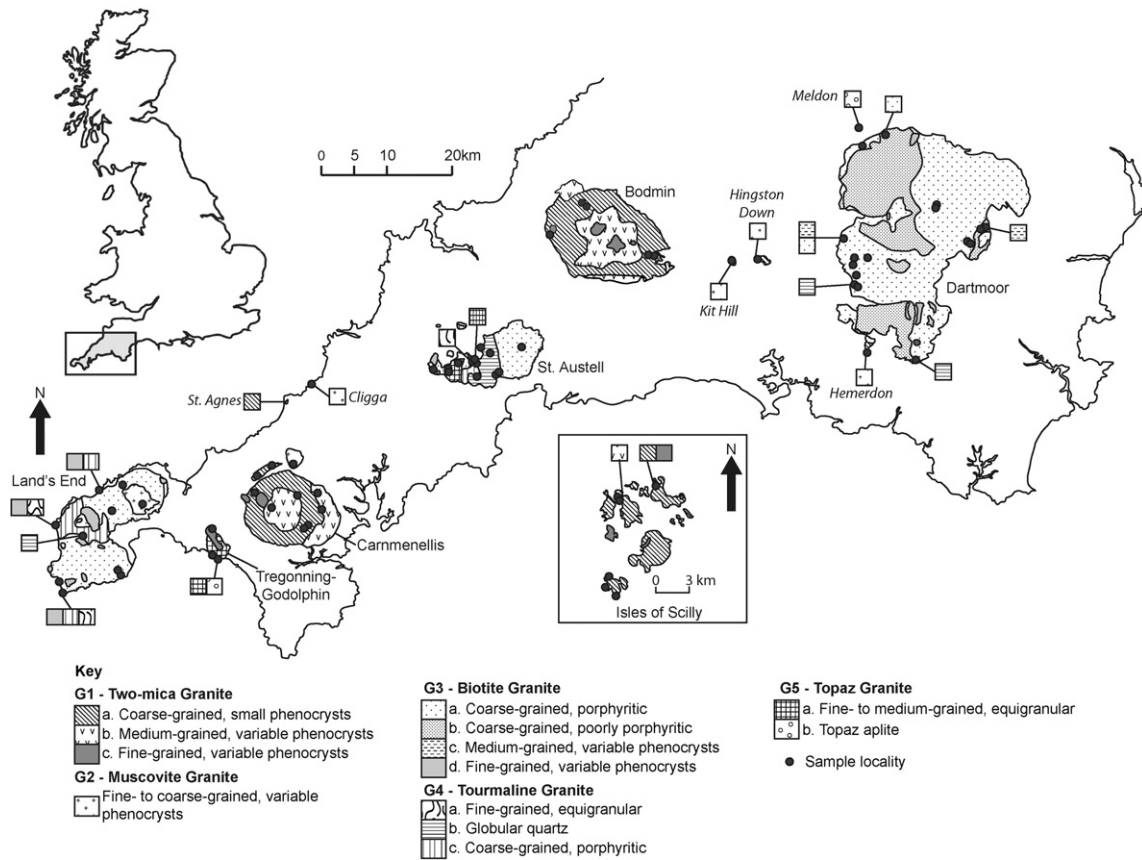 Meldon
0 5 10 20km
Bodmin
Hingston
Down
Dartmoor
Kit Hill
St. Austell
Hemerdon
St. Agnes
Cligga
N
N
Land's End
Carnmenellis
Tregonning-
Godolphin
0 3 km
Isles of Scilly
Key
G1 - Two-mica Granite
a. Coarse-grained, small phenocrysts
b. Medium-grained, variable phenocrysts
c. Fine-grained, variable phenocrysts
G2 - Muscovite Granite
Fine- to coarse-grained, variable
phenocrysts
G3 - Biotite Granite
a. Coarse-grained, porphyritic
b. Coarse-grained, poorly porphyritic
c. Medium-grained, variable phenocrysts
d. Fine-grained, variable phenocrysts
G4 - Tourmaline Granite
a. Fine-grained, equigranular
b. Globular quartz
c. Coarse-grained, porphyritic
G5 - Topaz Granite
a. Fine- to medium-grained, equigranular
b. Topaz aplite
Sample locality